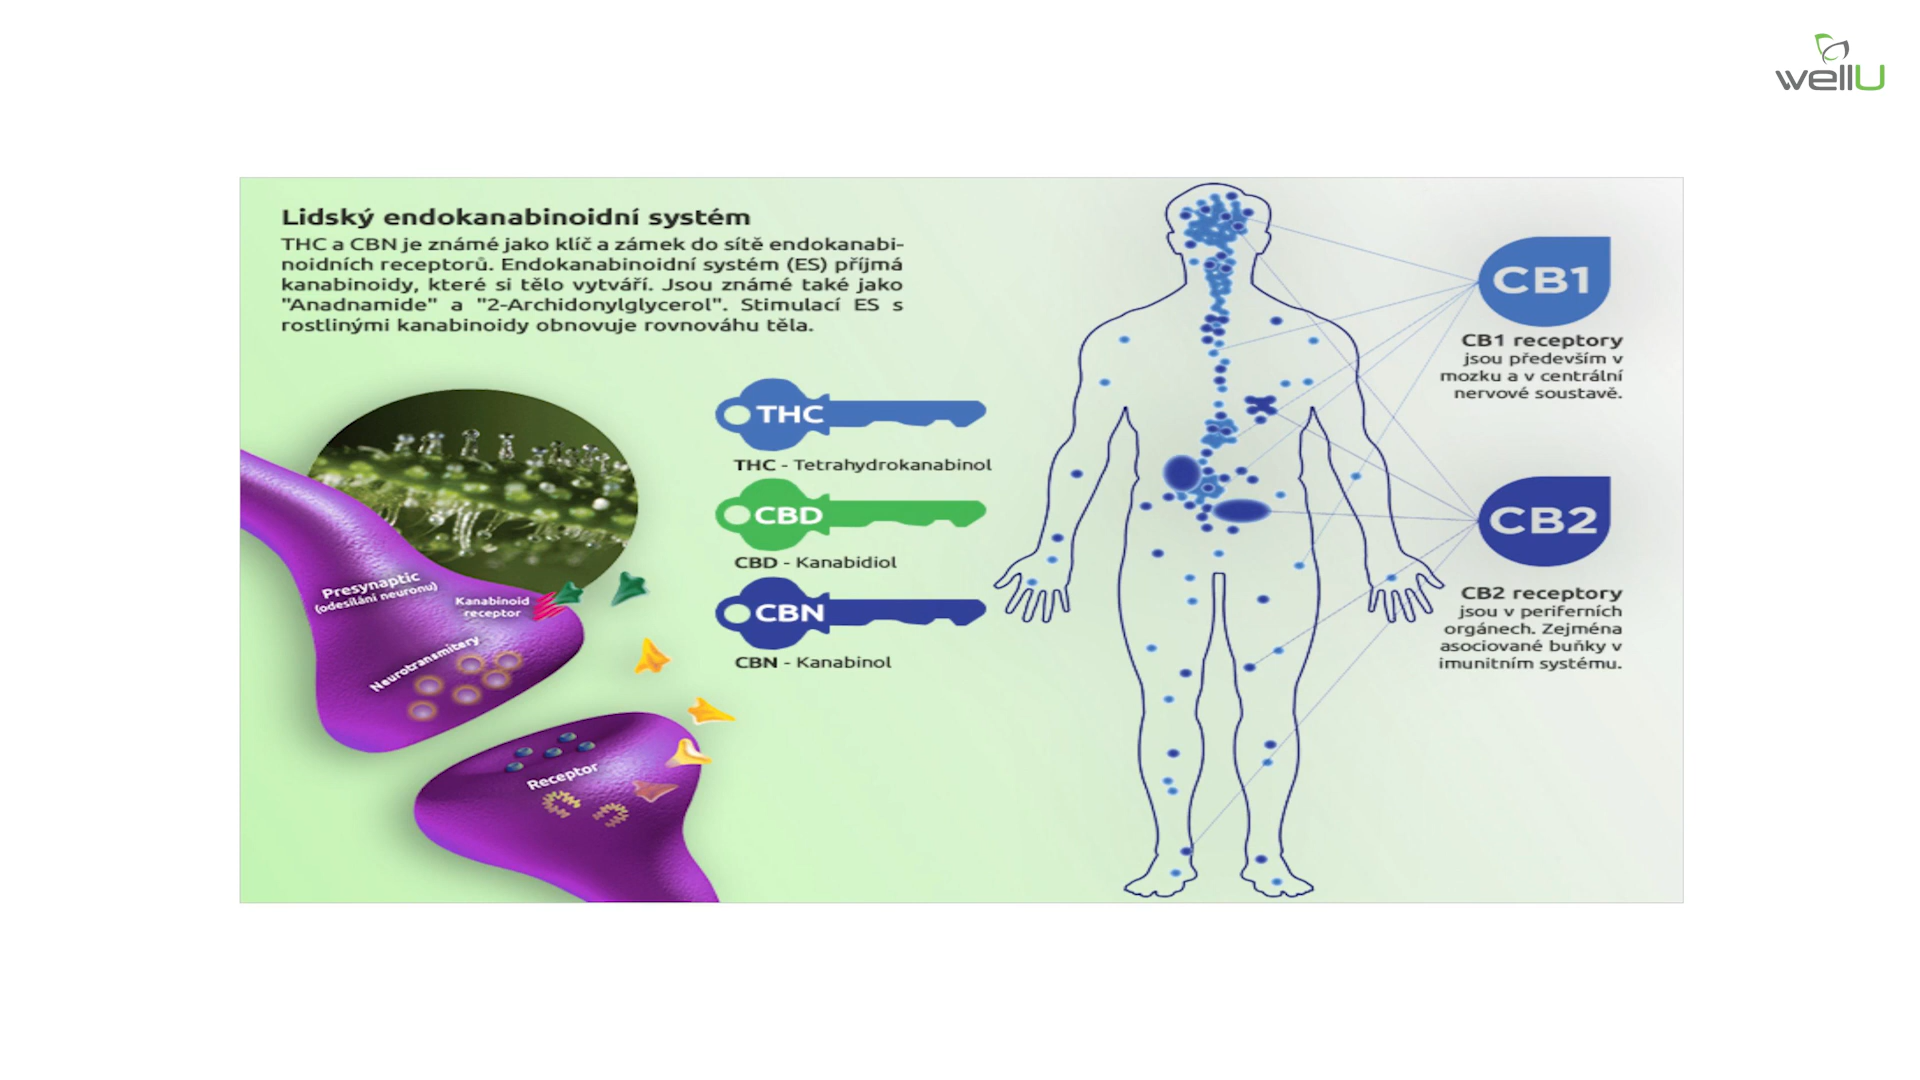 wellU
Lidský endokanabinoidní systém
THC a CBN je známé jako klíč a zámek do sítě endokanabi-
noidních receptorů. Endokanabinoidní systém (ES) příjmá
kanabinoidy, které si tělo vytváří. Jsou známé také jako
"Anadnamide" a "2-Archidonylglycerol". Stimulací ES s
rostlinými kanabinoidy obnovuje rovnováhu těla.
THC
THC - Tetrahydrokanabinol
CBD
CBD - Kanabidiol
CBN
CBN - Kanabinol
Presynaptic
(odesílání neuronu)
Kanabinoid
receptor
Neurotransmitery
Receptor
CB1
CB1 receptory
jsou především v
mozku a v centrální
nervové soustavě.
CB2
CB2 receptory
jsou v periferních
orgánech. Zejména
asociované buňky v
imunitním systému.